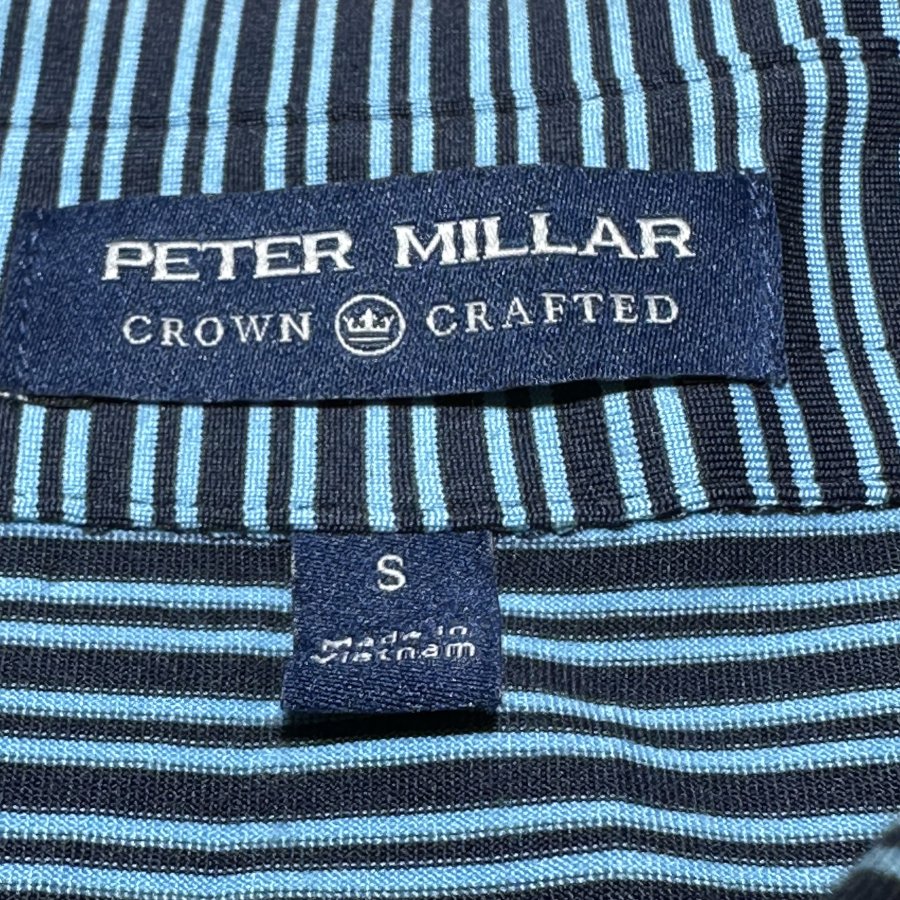 PETER MILLAR
CROWN CRAFTED
S
Made in
Vietnam